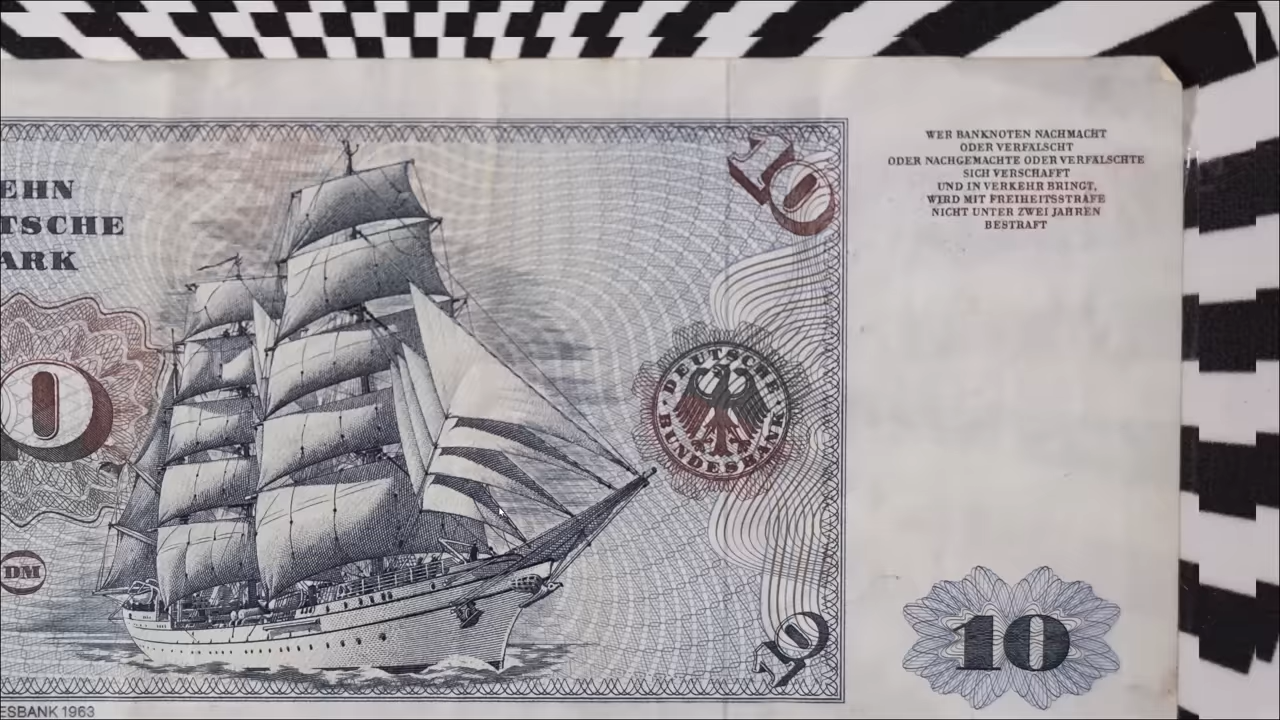 WER BANKNOTEN NACHMACHT
ODER VERFÄLSCHT
ODER NACHGEMACHTE ODER VERFÄLSCHTE
SICH VERSCHAFFT
UND IN VERKEHR BRINGT,
WIRD MIT FREIHEITSSTRAFE
NICHT UNTER ZWEI JAHREN
BESTRAFT
10
EHN
TSCHE
ARK
0
DEUTSCHE
BUNDESBANK
DM
10
10
ESBANK 1963